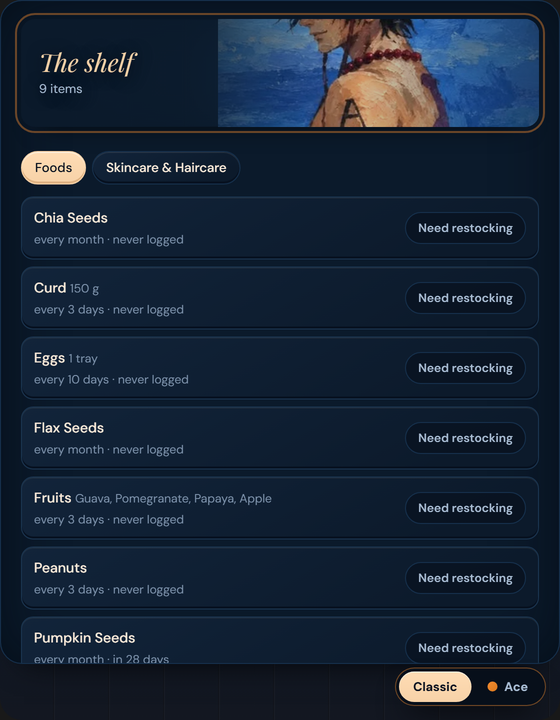 The shelf
9 items
Foods
Skincare & Haircare
Chia Seeds
every month · never logged
Need restocking
Curd 150 g
every 3 days · never logged
Need restocking
Eggs 1 tray
every 10 days · never logged
Need restocking
Flax Seeds
every month · never logged
Need restocking
Fruits Guava, Pomegranate, Papaya, Apple
every 3 days · never logged
Need restocking
Peanuts
every 3 days · never logged
Need restocking
Pumpkin Seeds
every month · in 28 days
Need restocking
Classic
Ace